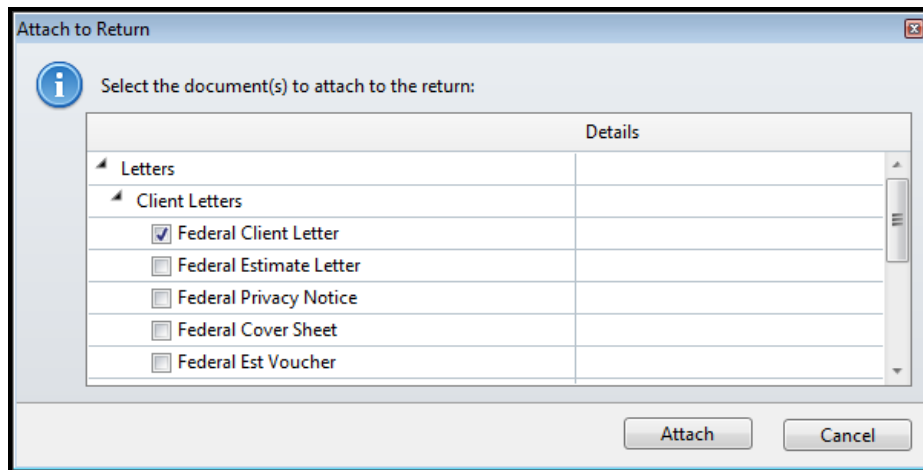 Attach to Return
Select the document(s) to attach to the return:
Details
Letters
Client Letters
Federal Client Letter
Federal Estimate Letter
Federal Privacy Notice
Federal Cover Sheet
Federal Est Voucher
Attach Cancel